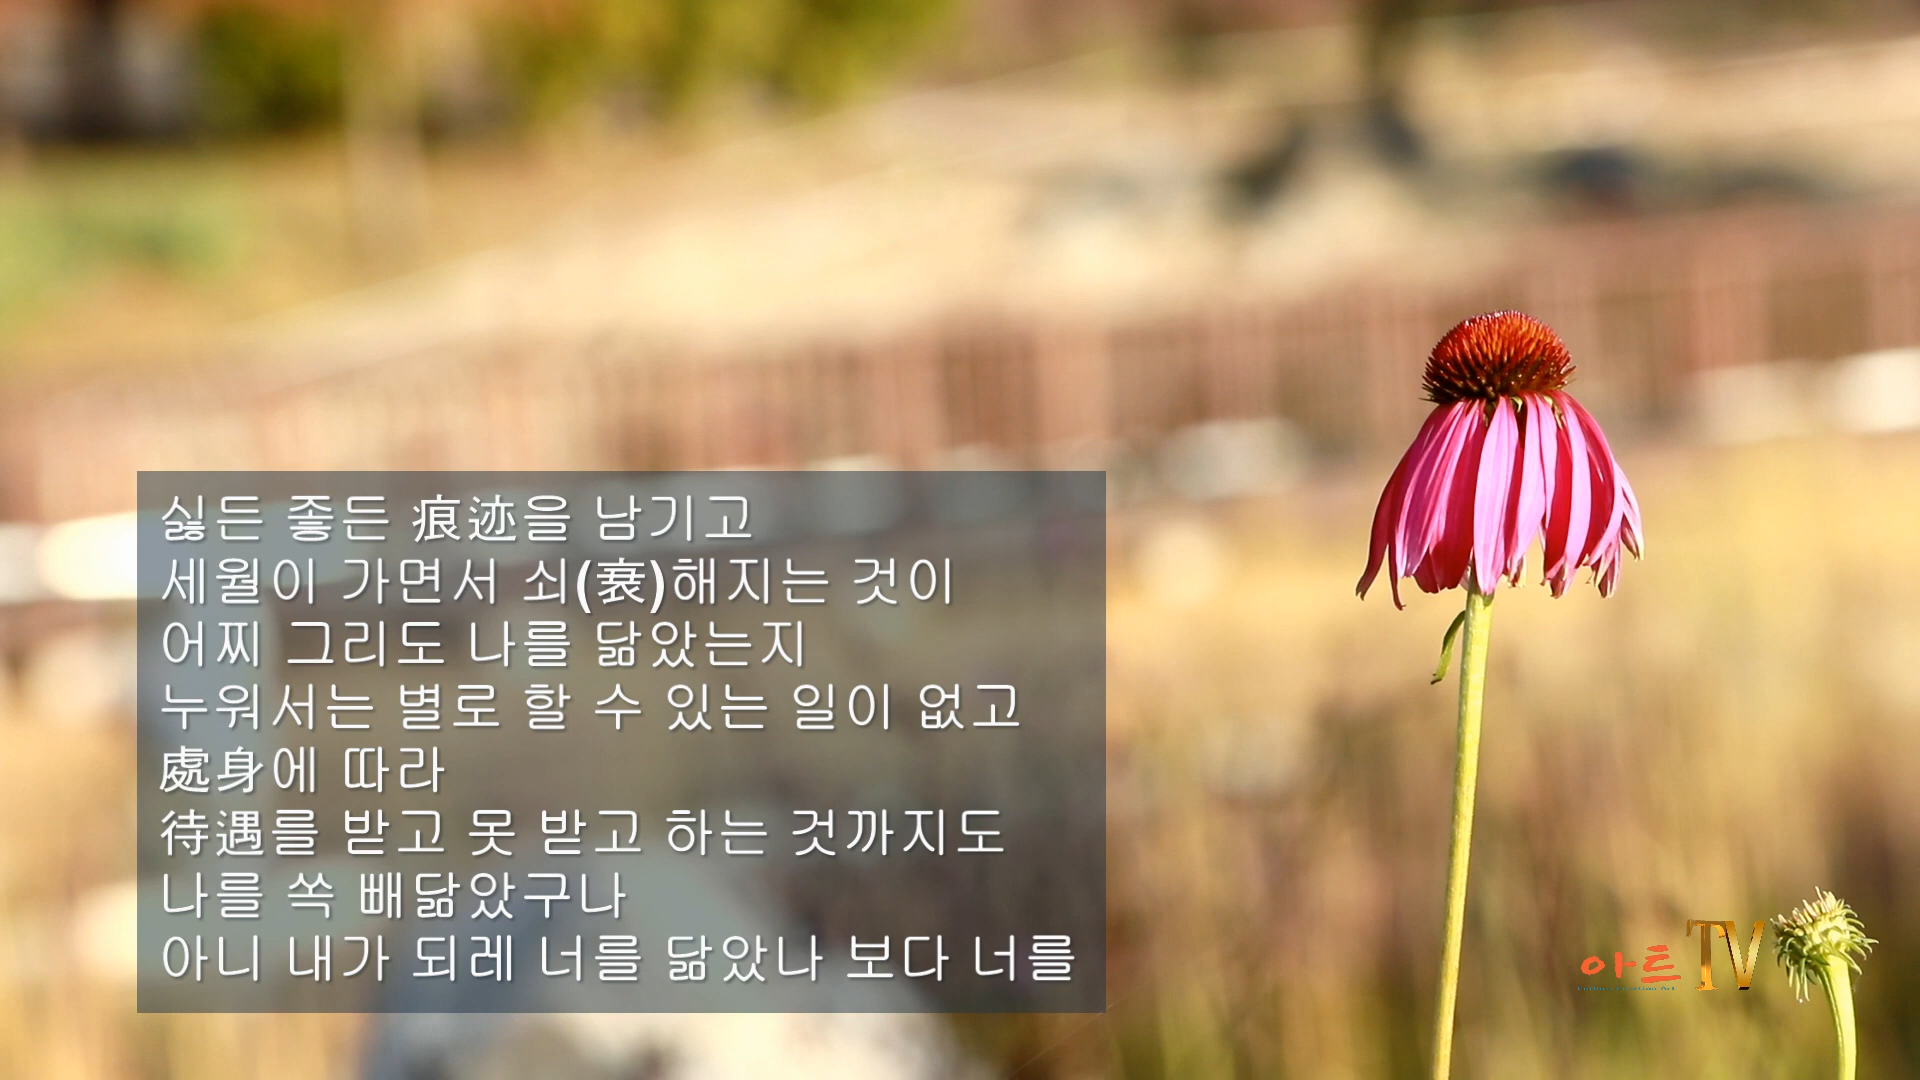 싫든 좋든 痕迹을 남기고
세월이 가면서 쇠(衰)해지는 것이
어찌 그리도 나를 닮았는지
누워서는 별로 할 수 있는 일이 없고
處身에 따라
待遇를 받고 못 받고 하는 것까지도
나를 쏙 빼닮았구나
아니 내가 되레 너를 닮았나 보다 너를
아트TV